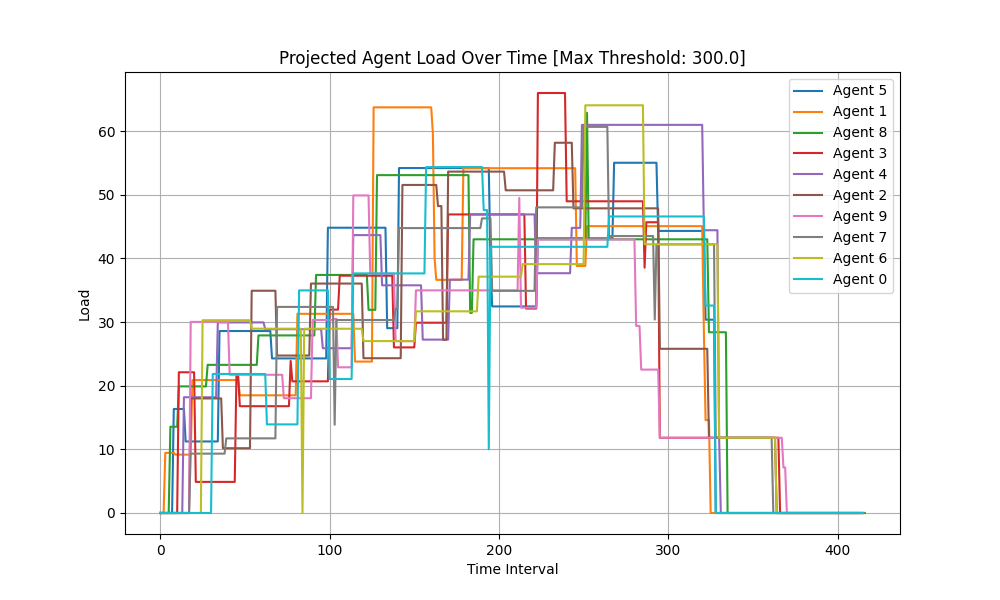 Projected Agent Load Over Time [Max Threshold: 300.0]
Load
60
50
40
30
20
10
0
0 100 200 300 400
Time Interval
Agent 5
Agent 1
Agent 8
Agent 3
Agent 4
Agent 2
Agent 9
Agent 7
Agent 6
Agent 0